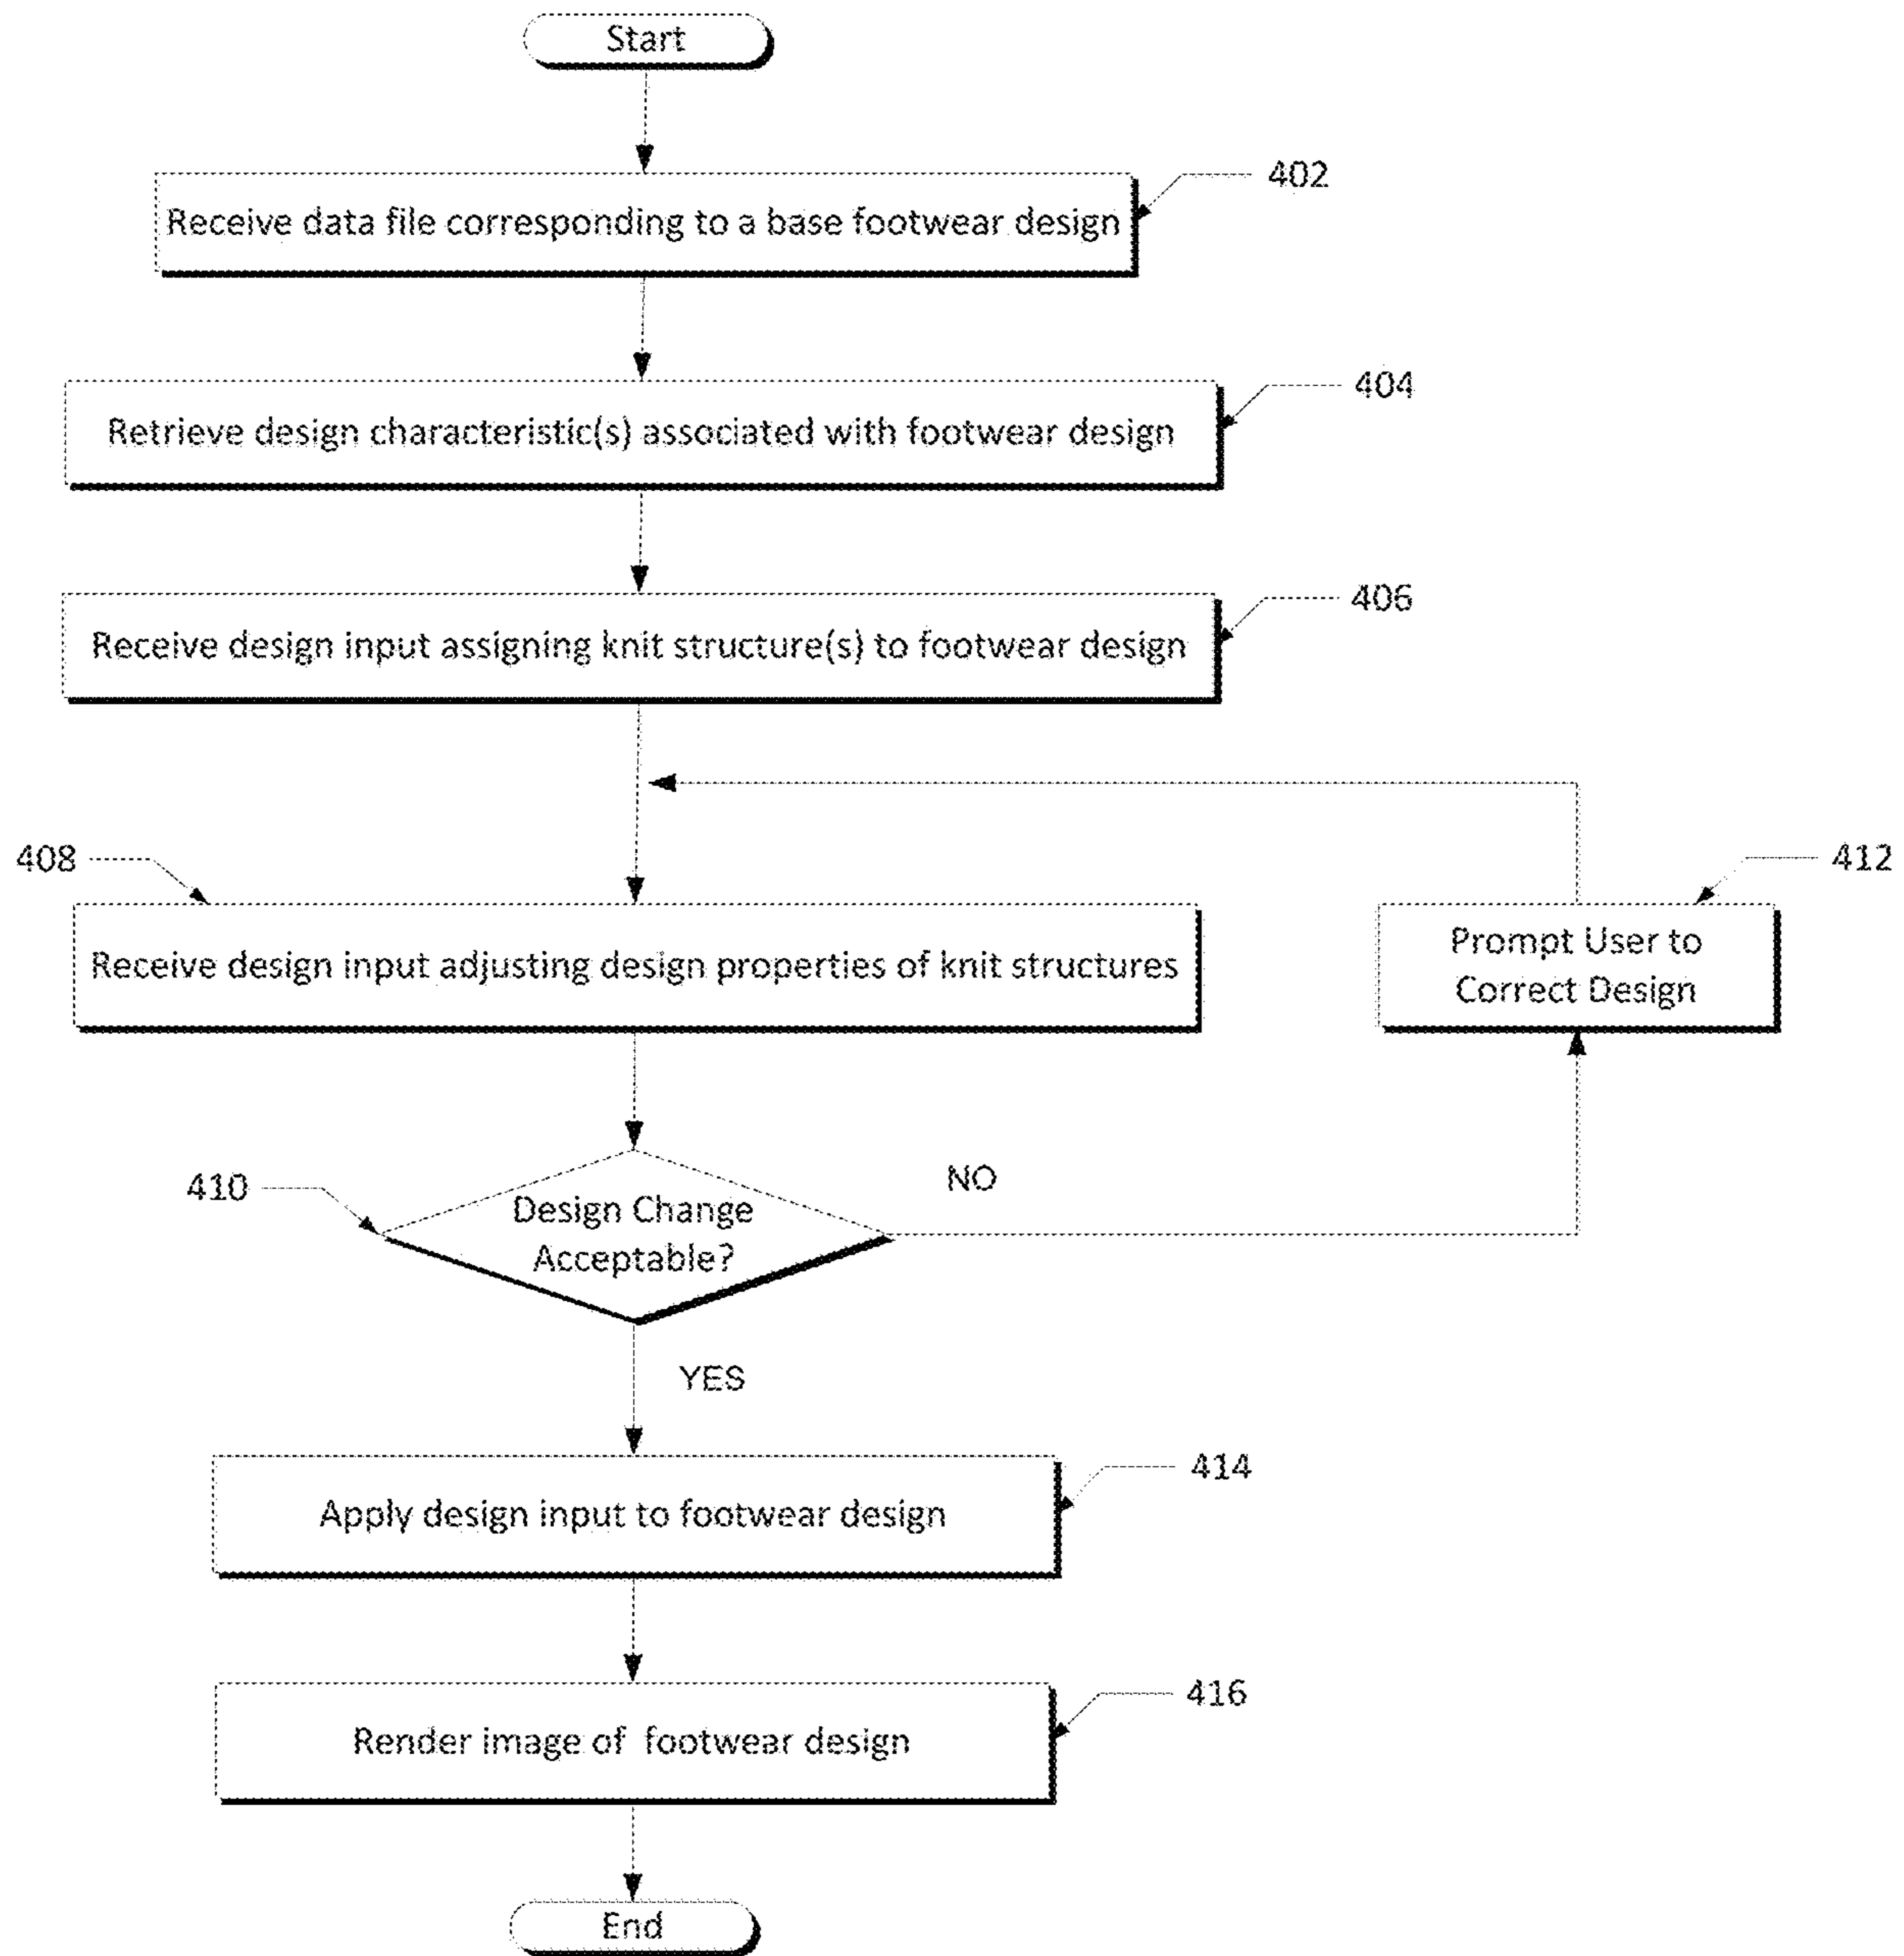 Start
402
Receive data file corresponding to a base footwear design
404
Retrieve design characteristic(s) associated with footwear design
406
Receive design input assigning knit structure(s) to footwear design
408
412
Receive design input adjusting design properties of knit structures
Prompt User to
Correct Design
410
Design Change
Acceptable?
NO
YES
414
Apply design input to footwear design
416
Render image of footwear design
End